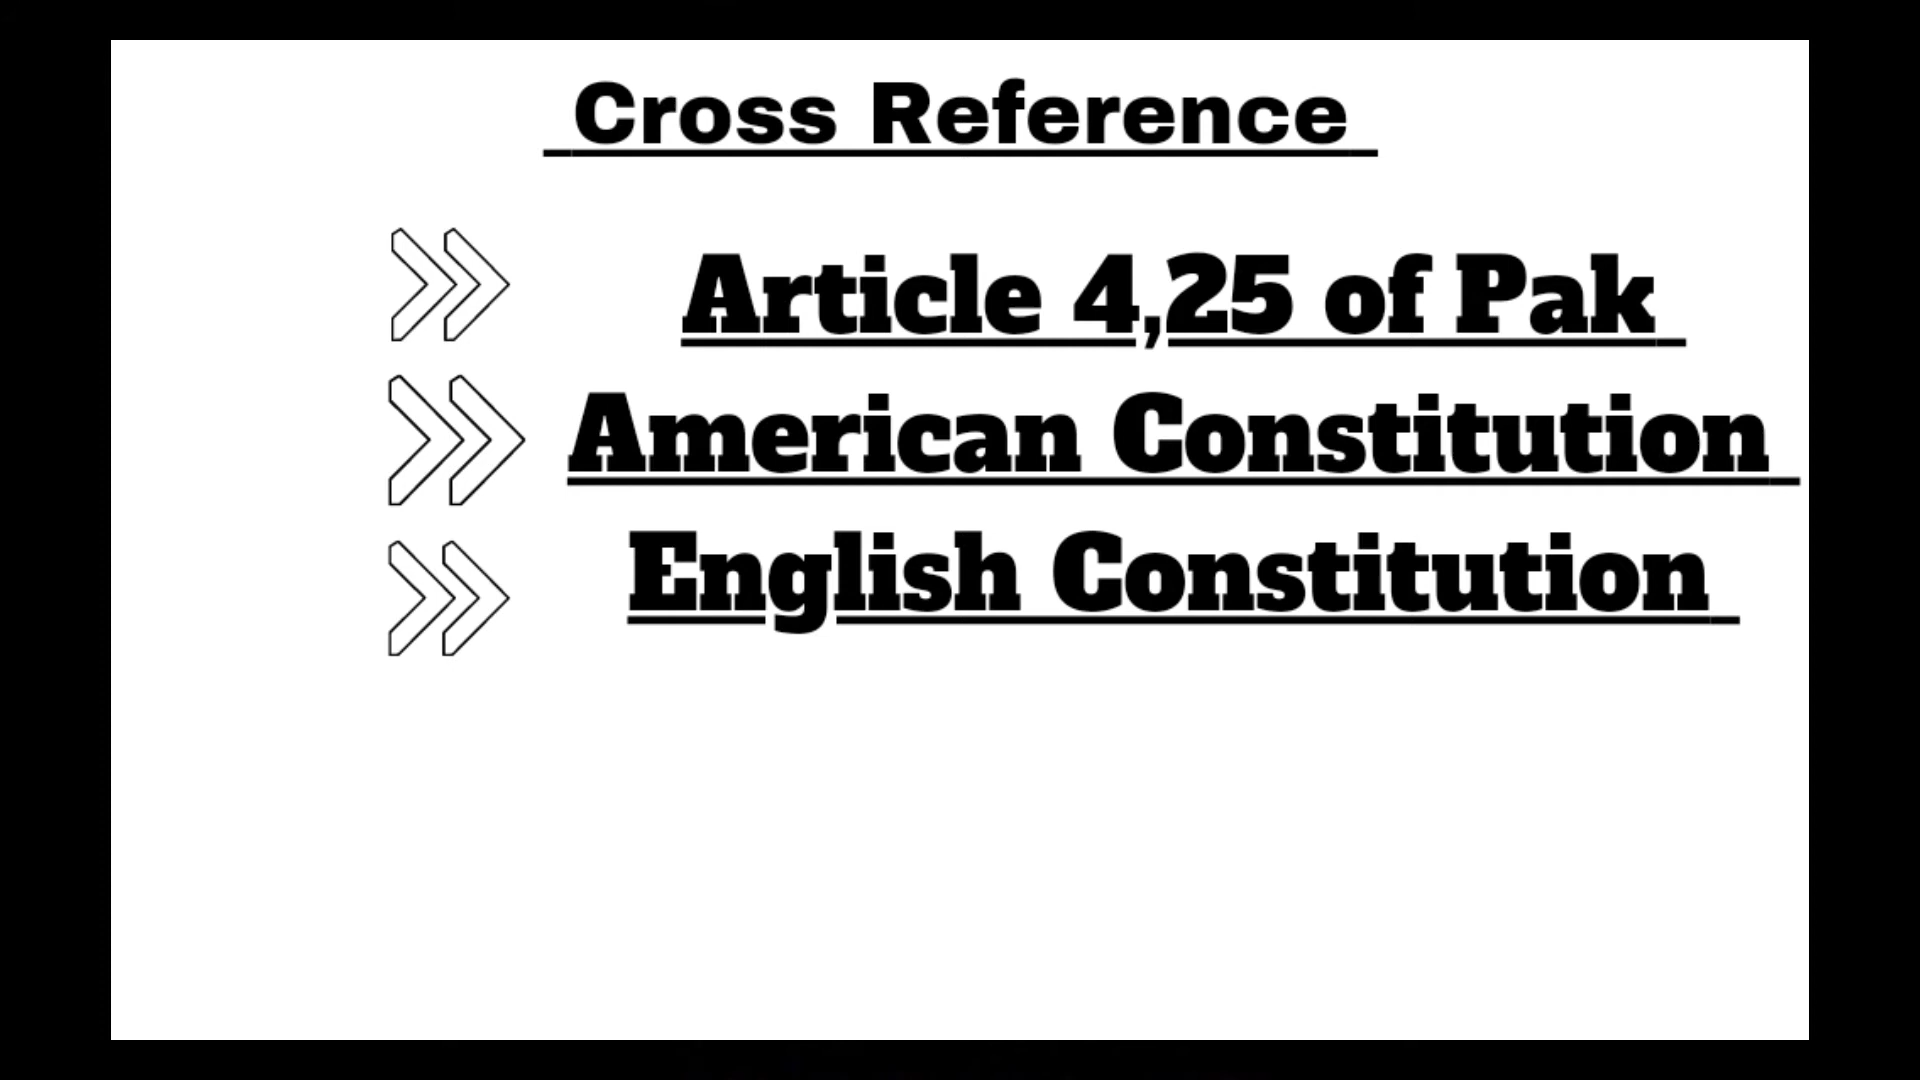 Cross Reference
Article 4,25 of Pak
American Constitution
English Constitution